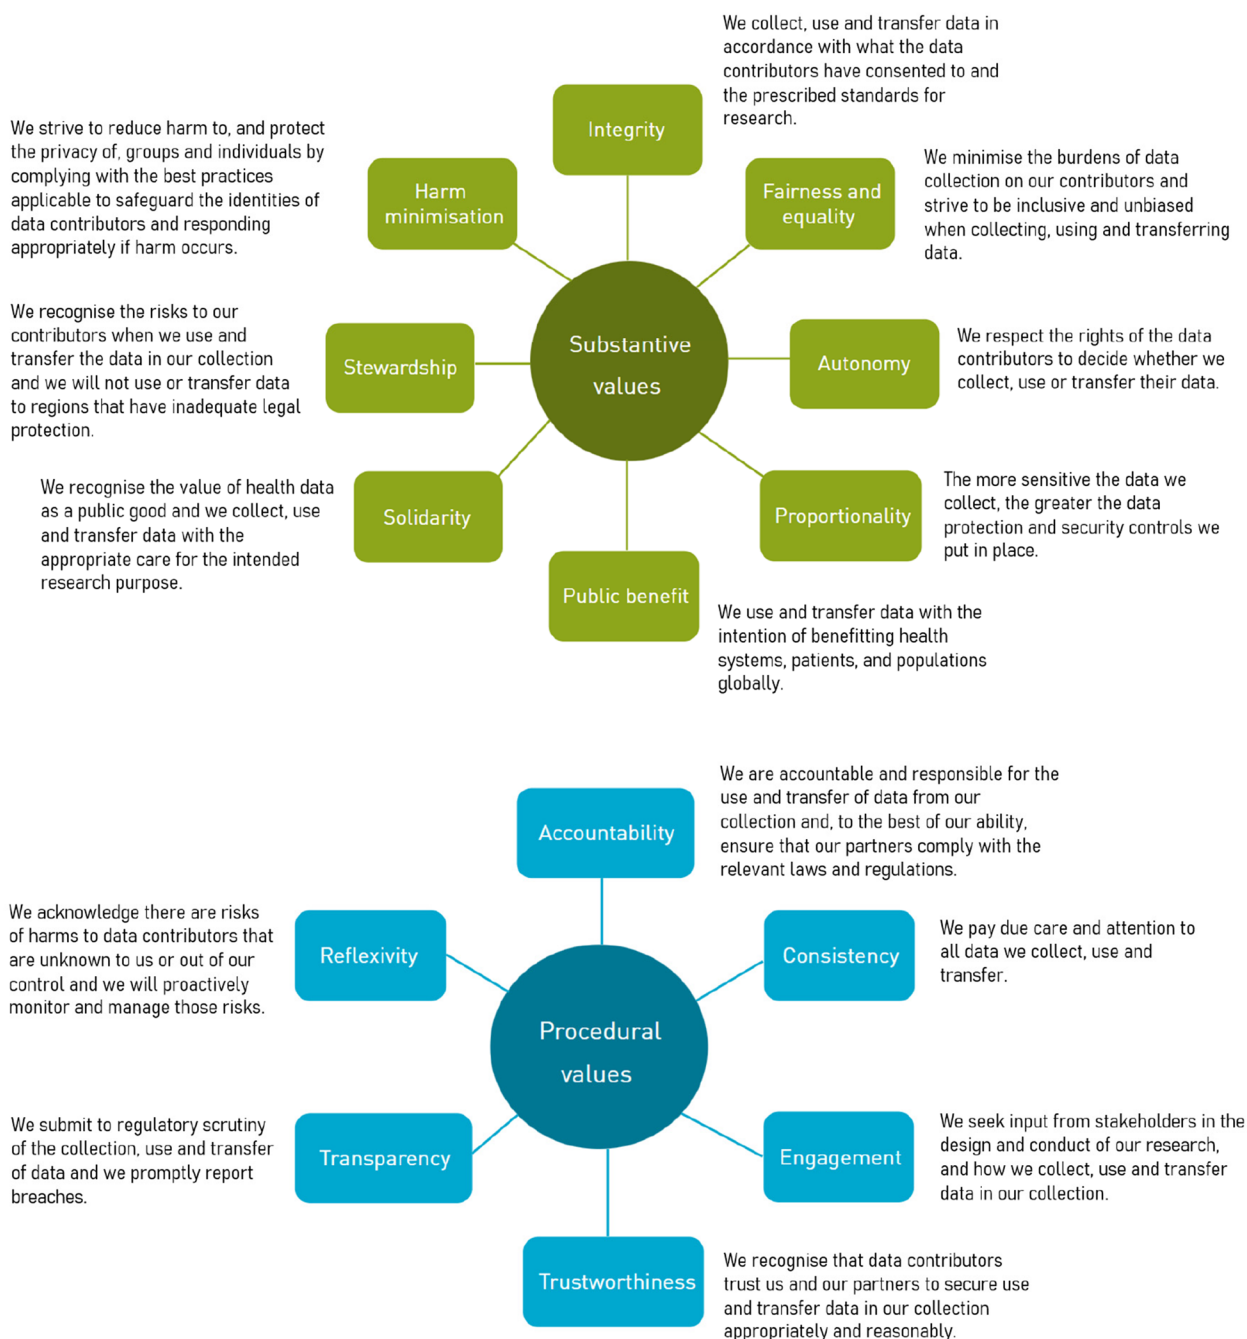 We collect, use and transfer data in
accordance with what the data
contributors have consented to and
the prescribed standards for
research.
Integrity
We strive to reduce harm to, and protect
the privacy of, groups and individuals by
complying with the best practices
applicable to safeguard the identities of
data contributors and responding
appropriately if harm occurs.
Harm
minimisation
Fairness and
equality
We minimise the burdens of data
collection on our contributors and
strive to be inclusive and unbiased
when collecting, using and transferring
data.
We recognise the risks to our
contributors when we use and
transfer the data in our collection
and we will not use or transfer data
to regions that have inadequate legal
protection.
Stewardship
Substantive
values
Autonomy
We respect the rights of the data
contributors to decide whether we
collect, use or transfer their data.
We recognise the value of health data
as a public good and we collect, use
and transfer data with the
appropriate care for the intended
research purpose.
Solidarity
Proportionality
The more sensitive the data we
collect, the greater the data
protection and security controls we
put in place.
Public benefit
We use and transfer data with the
intention of benefitting health
systems, patients, and populations
globally.
Accountability
We are accountable and responsible for the
use and transfer of data from our
collection and, to the best of our ability,
ensure that our partners comply with the
relevant laws and regulations.
We acknowledge there are risks
of harms to data contributors that
are unknown to us or out of our
control and we will proactively
monitor and manage those risks.
Reflexivity
Consistency
We pay due care and attention to
all data we collect, use and
transfer.
Procedural
values
We submit to regulatory scrutiny
of the collection, use and transfer
of data and we promptly report
breaches.
Transparency
Engagement
We seek input from stakeholders in the
design and conduct of our research,
and how we collect, use and transfer
data in our collection.
Trustworthiness
We recognise that data contributors
trust us and our partners to secure use
and transfer data in our collection
appropriately and reasonably.